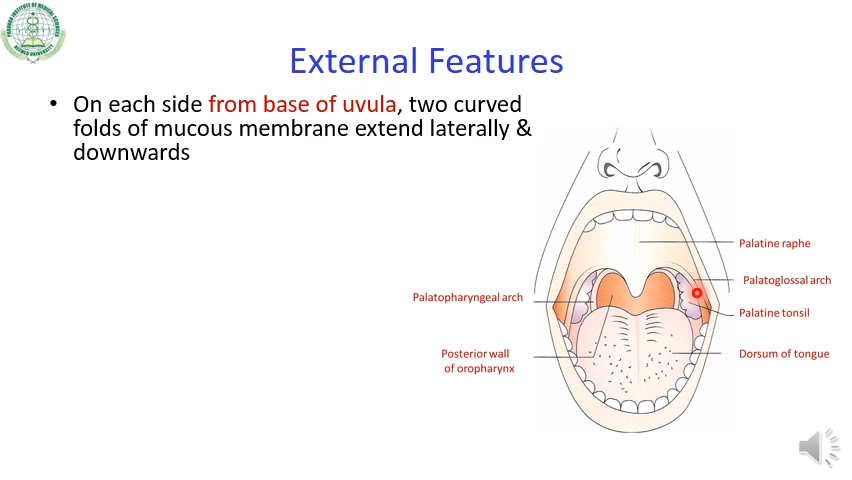 External Features
• On each side from base of uvula, two curved
folds of mucous membrane extend laterally &
downwards
Palatine raphe
Palatoglossal arch
Palatopharyngeal arch
Palatine tonsil
Posterior wall
of oropharynx
Dorsum of tongue